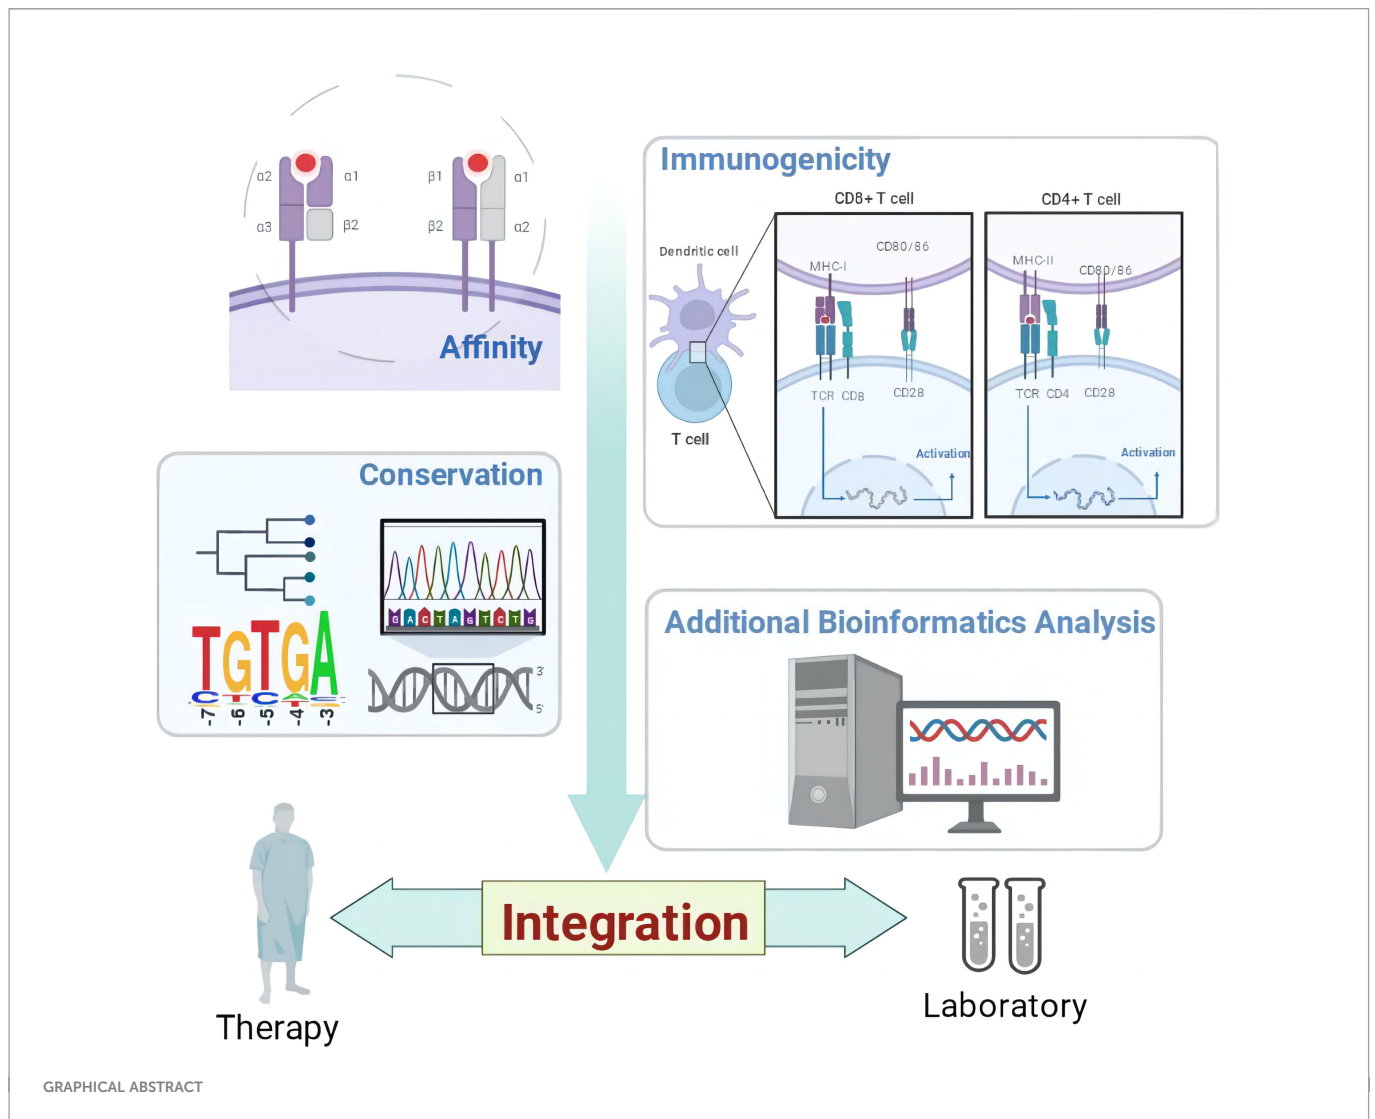 α2
α1
β1
α1
α3
β2
β2
α2
Affinity
Immunogenicity
CD8+ T cell
CD4+ T cell
Dendritic cell
T cell
MHC-I
CD80/86
TCR
CD8
CD28
Activation
MHC-II
CD80/86
TCR
CD4
CD28
Activation
Conservation
G A C T A G T C T G
3'
5'
TGTGA
-7 -6 -5 -4 -3
Additional Bioinformatics Analysis
Integration
Therapy
Laboratory
GRAPHICAL ABSTRACT